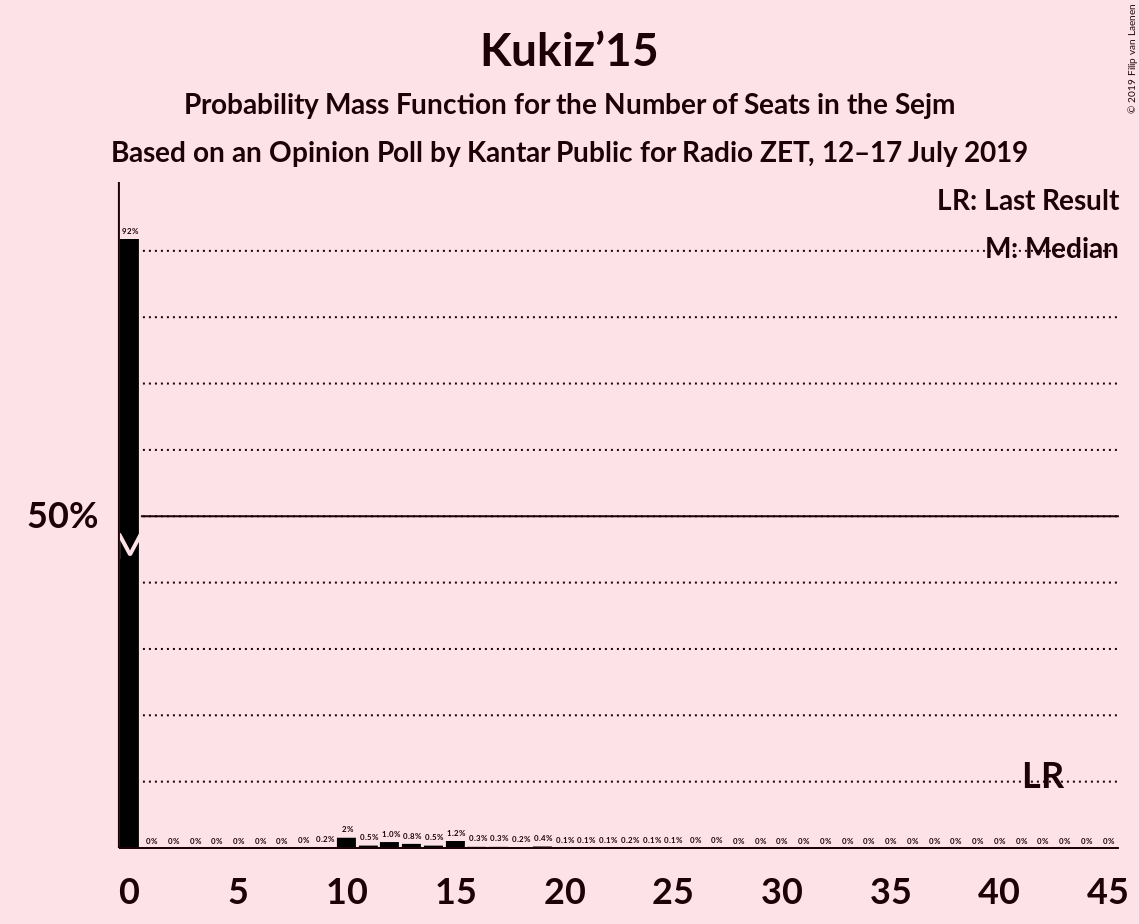 Kukiz’15
Probability Mass Function for the Number of Seats in the Sejm
Based on an Opinion Poll by Kantar Public for Radio ZET, 12–17 July 2019
© 2019 Filip van Laenen
LR: Last Result
M: Median
92%
50%
LR
0% 0% 0% 0% 0% 0% 0% 0% 0.2% 2% 0.5% 1.0% 0.8% 0.5% 1.2% 0.3% 0.3% 0.2% 0.4% 0.1% 0.1% 0.1% 0.2% 0.1% 0.1% 0% 0% 0% 0% 0% 0% 0% 0% 0% 0% 0% 0% 0% 0% 0% 0% 0% 0% 0% 0%
0 5 10 15 20 25 30 35 40 45